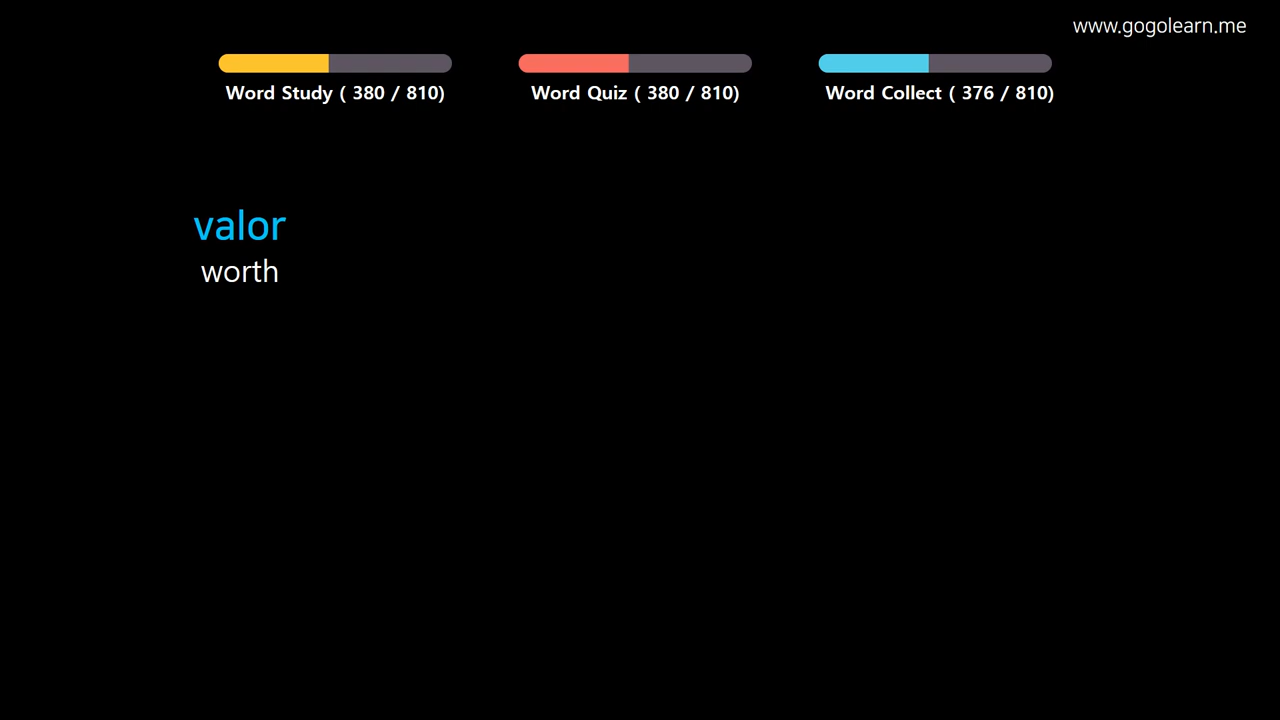 www.gogolearn.me
Word Study ( 380 / 810)
Word Quiz ( 380 / 810)
Word Collect ( 376 / 810)
valor
worth